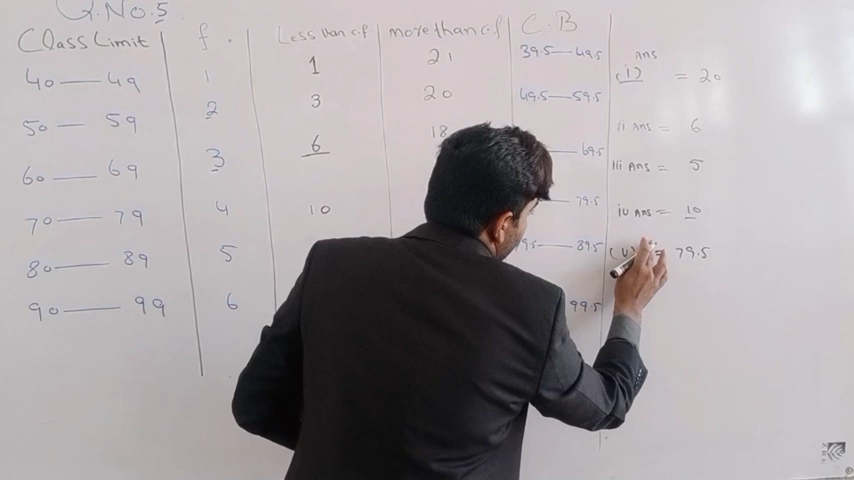 Q.No.5
Class Limit f. Less than c.f more than c.f C.B
40 — 49 1 1 21 39.5 — 49.5
50 — 59 2 3 20 49.5 — 59.5
60 — 69 3 6 18 — 69.5
70 — 79 4 10 — 79.5
80 — 89 5 9.5 — 89.5
90 — 99 6 99.5
Ans
(i) = 20
ii Ans = 6
iii Ans = 5
iv Ans = 10
(v) = 79.5